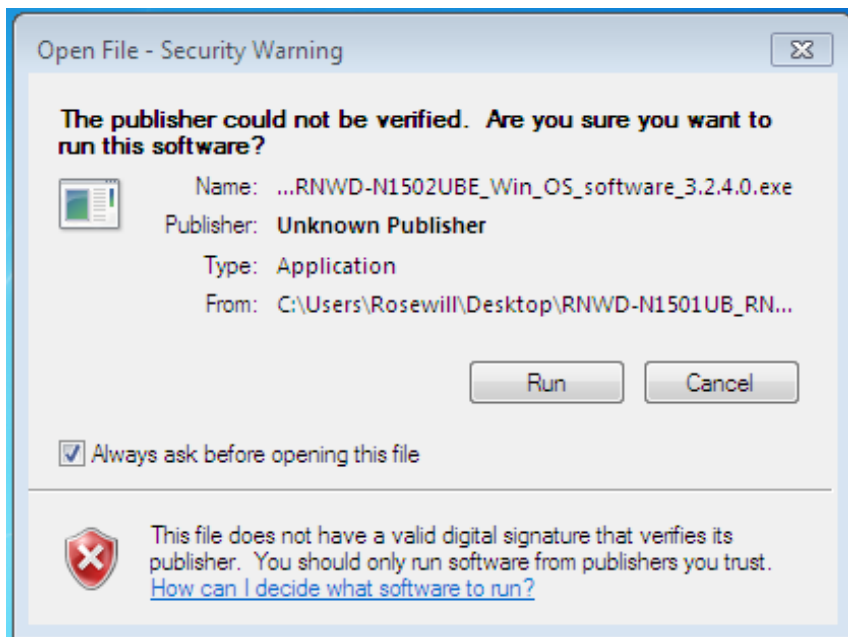 Open File - Security Warning
The publisher could not be verified.  Are you sure you want to
run this software?
Name: ...RNWD-N1502UBE_Win_OS_software_3.2.4.0.exe
Publisher: Unknown Publisher
Type: Application
From: C:\Users\Rosewill\Desktop\RNWD-N1501UB_RN...
Run Cancel
Always ask before opening this file
This file does not have a valid digital signature that verifies its
publisher.  You should only run software from publishers you trust.
How can I decide what software to run?